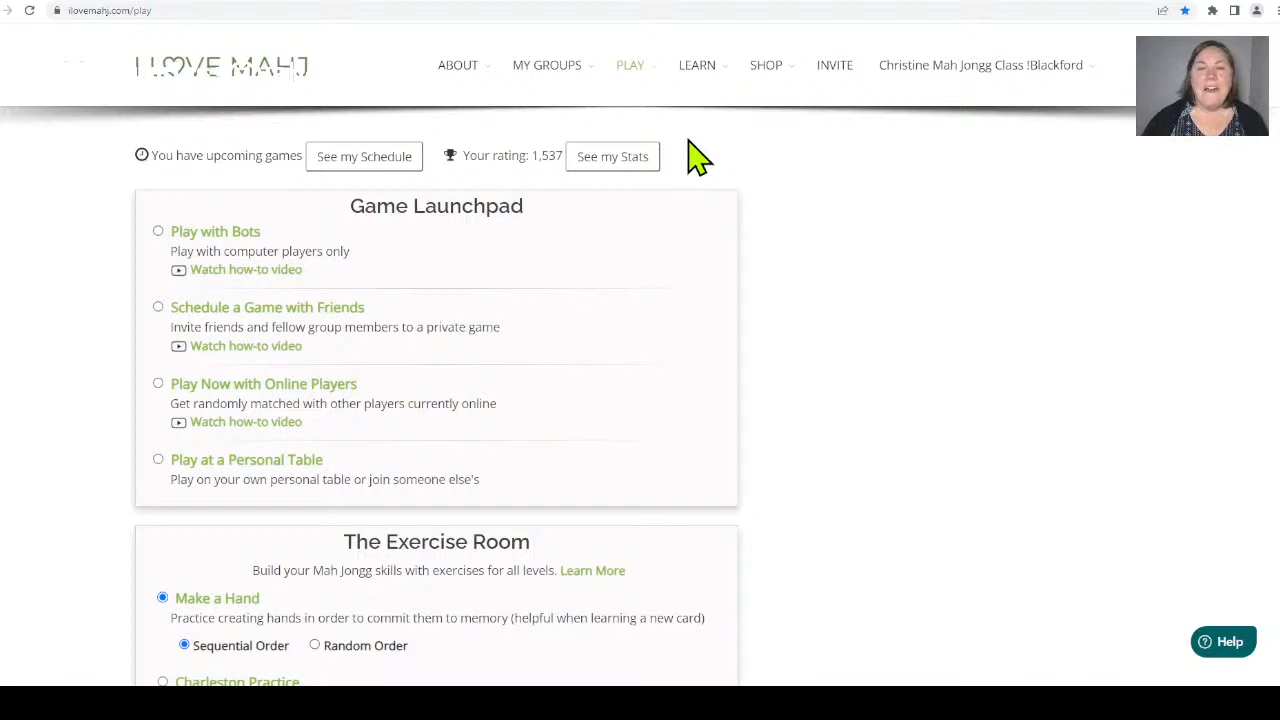 ilovemahj.com/play
I LOVE MAHJ
ABOUT MY GROUPS PLAY LEARN SHOP INVITE Christine Mah Jongg Class !Blackford
You have upcoming games See my Schedule Your rating: 1,537 See my Stats
Game Launchpad
Play with Bots
Play with computer players only
Watch how-to video
Schedule a Game with Friends
Invite friends and fellow group members to a private game
Watch how-to video
Play Now with Online Players
Get randomly matched with other players currently online
Watch how-to video
Play at a Personal Table
Play on your own personal table or join someone else's
The Exercise Room
Build your Mah Jongg skills with exercises for all levels. Learn More
Make a Hand
Practice creating hands in order to commit them to memory (helpful when learning a new card)
Sequential Order Random Order
Charleston Practice
Help